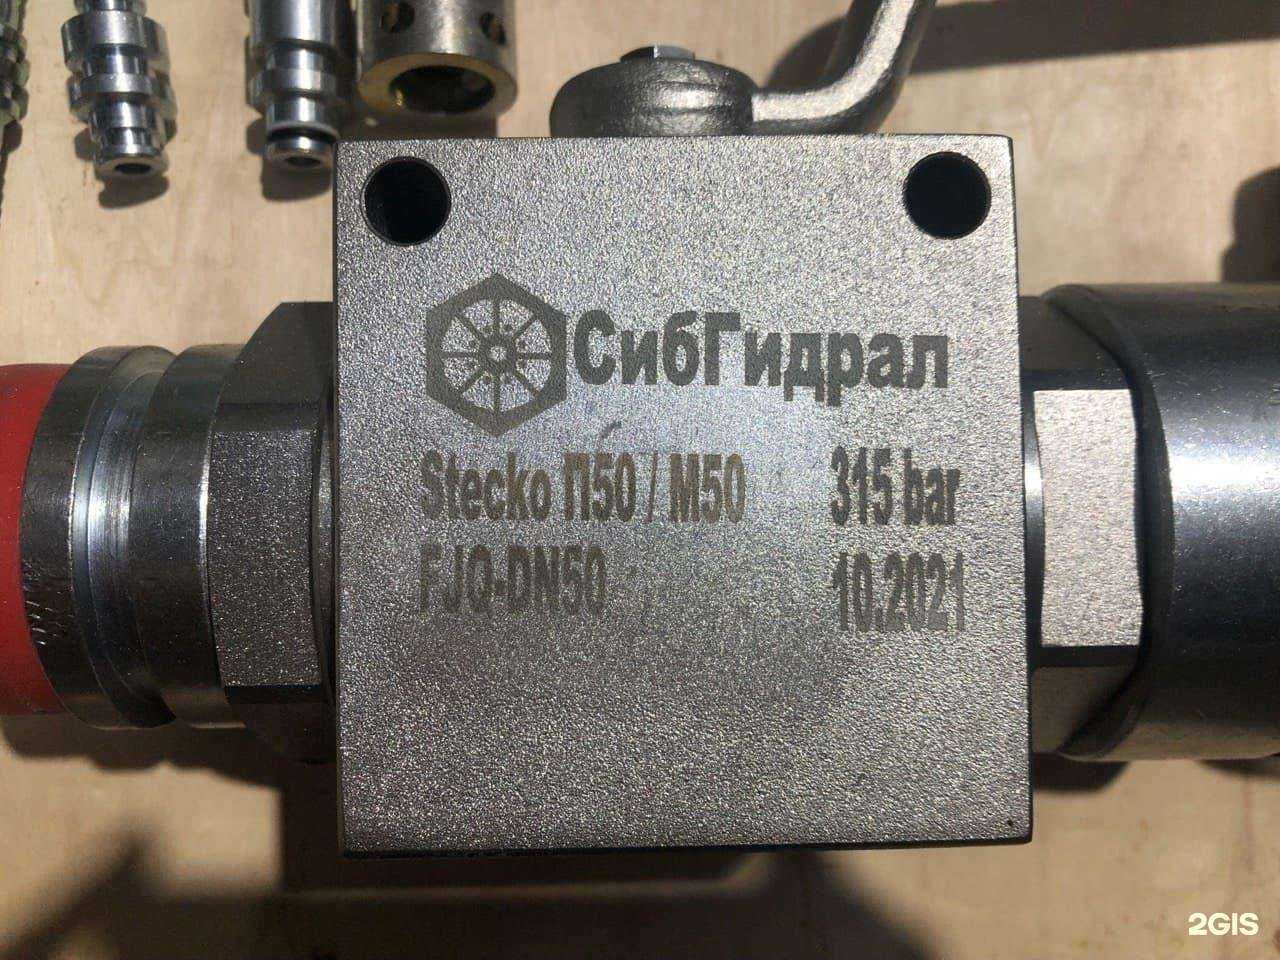 СибГидрал
Stecko П50 / М50 315 bar
FJQ-DN50 10.2021
2GIS